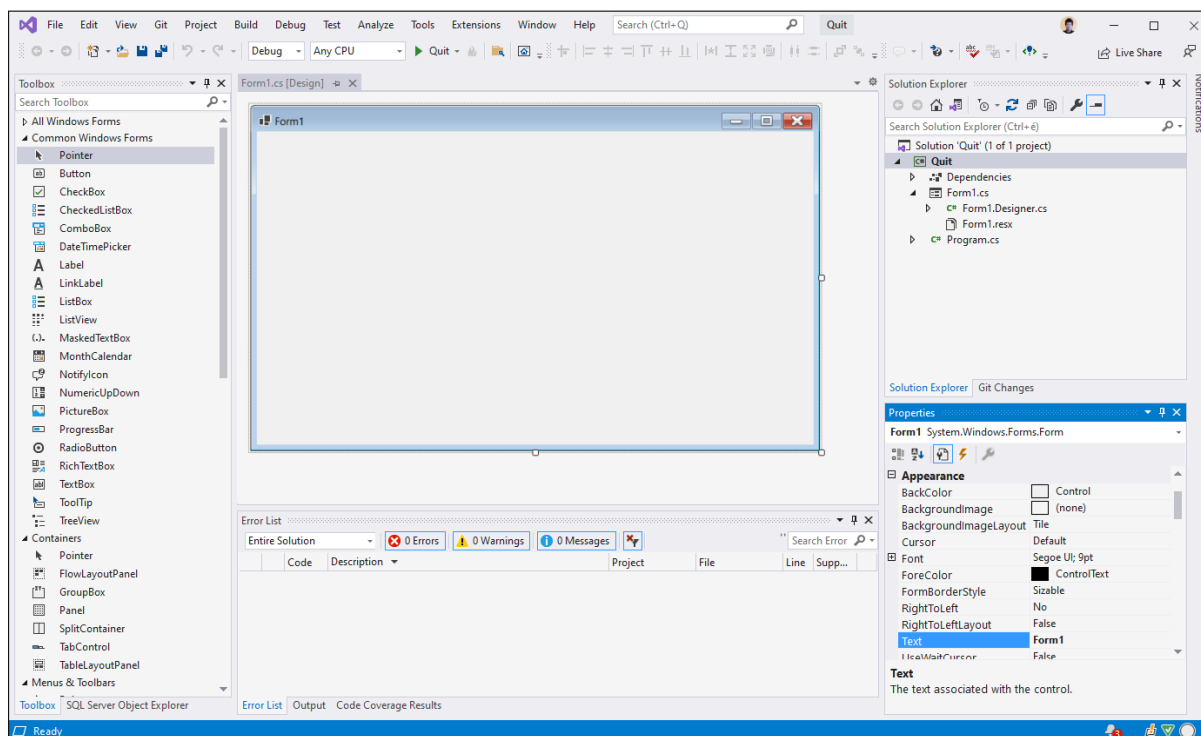 File Edit View Git Project Build Debug Test Analyze Tools Extensions Window Help Search (Ctrl+Q) Quit
Debug Any CPU Quit Live Share
Toolbox
Search Toolbox
All Windows Forms
Common Windows Forms
Pointer
Button
CheckBox
CheckedListBox
ComboBox
DateTimePicker
Label
LinkLabel
ListBox
ListView
MaskedTextBox
MonthCalendar
NotifyIcon
NumericUpDown
PictureBox
ProgressBar
RadioButton
RichTextBox
TextBox
ToolTip
TreeView
Containers
Pointer
FlowLayoutPanel
GroupBox
Panel
SplitContainer
TabControl
TableLayoutPanel
Menus & Toolbars
Toolbox SQL Server Object Explorer
Form1.cs [Design]
Form1
Error List
Entire Solution 0 Errors 0 Warnings 0 Messages Search Error
Code Description Project File Line Supp...
Error List Output Code Coverage Results
Solution Explorer
Search Solution Explorer (Ctrl+é)
Solution 'Quit' (1 of 1 project)
C# Quit
Dependencies
Form1.cs
C# Form1.Designer.cs
Form1.resx
C# Program.cs
Solution Explorer Git Changes
Properties
Form1 System.Windows.Forms.Form
Appearance
BackColor Control
BackgroundImage (none)
BackgroundImageLayout Tile
Cursor Default
Font Segoe UI; 9pt
ForeColor ControlText
FormBorderStyle Sizable
RightToLeft No
RightToLeftLayout False
Text Form1
UseWaitCursor False
Text
The text associated with the control.
Notifications
Ready 3